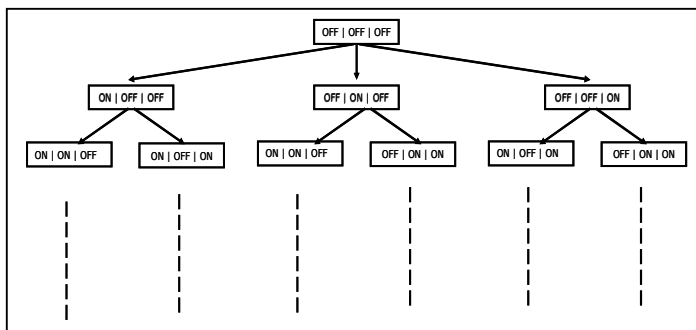 OFF | OFF | OFF
ON | OFF | OFF
OFF | ON | OFF
OFF | OFF | ON
ON | ON | OFF
ON | OFF | ON
ON | ON | OFF
OFF | ON | ON
ON | OFF | ON
OFF | ON | ON